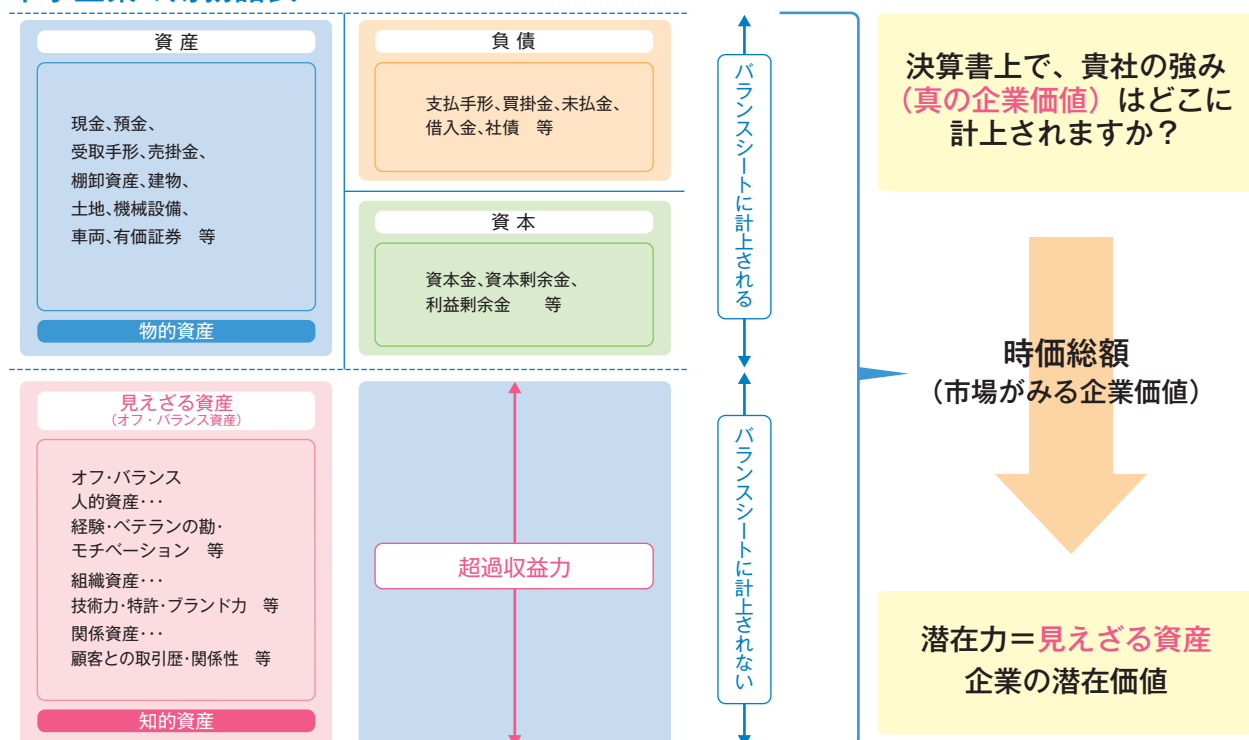 資産
現金、預金、
受取手形、売掛金、
棚卸資産、建物、
土地、機械設備、
車両、有価証券　等
物的資産
負債
支払手形、買掛金、未払金、
借入金、社債　等
資本
資本金、資本剰余金、
利益剰余金　　等
見えざる資産
（オフ・バランス資産）
オフ・バランス
人的資産･･･
経験・ベテランの勘・
モチベーション　等
組織資産･･･
技術力・特許・ブランド力　等
関係資産･･･
顧客との取引歴・関係性　等
知的資産
超過収益力
バランスシートに計上される
バランスシートに計上されない
決算書上で、貴社の強み
（真の企業価値）はどこに
計上されますか？
時価総額
（市場がみる企業価値）
潜在力＝見えざる資産
企業の潜在価値